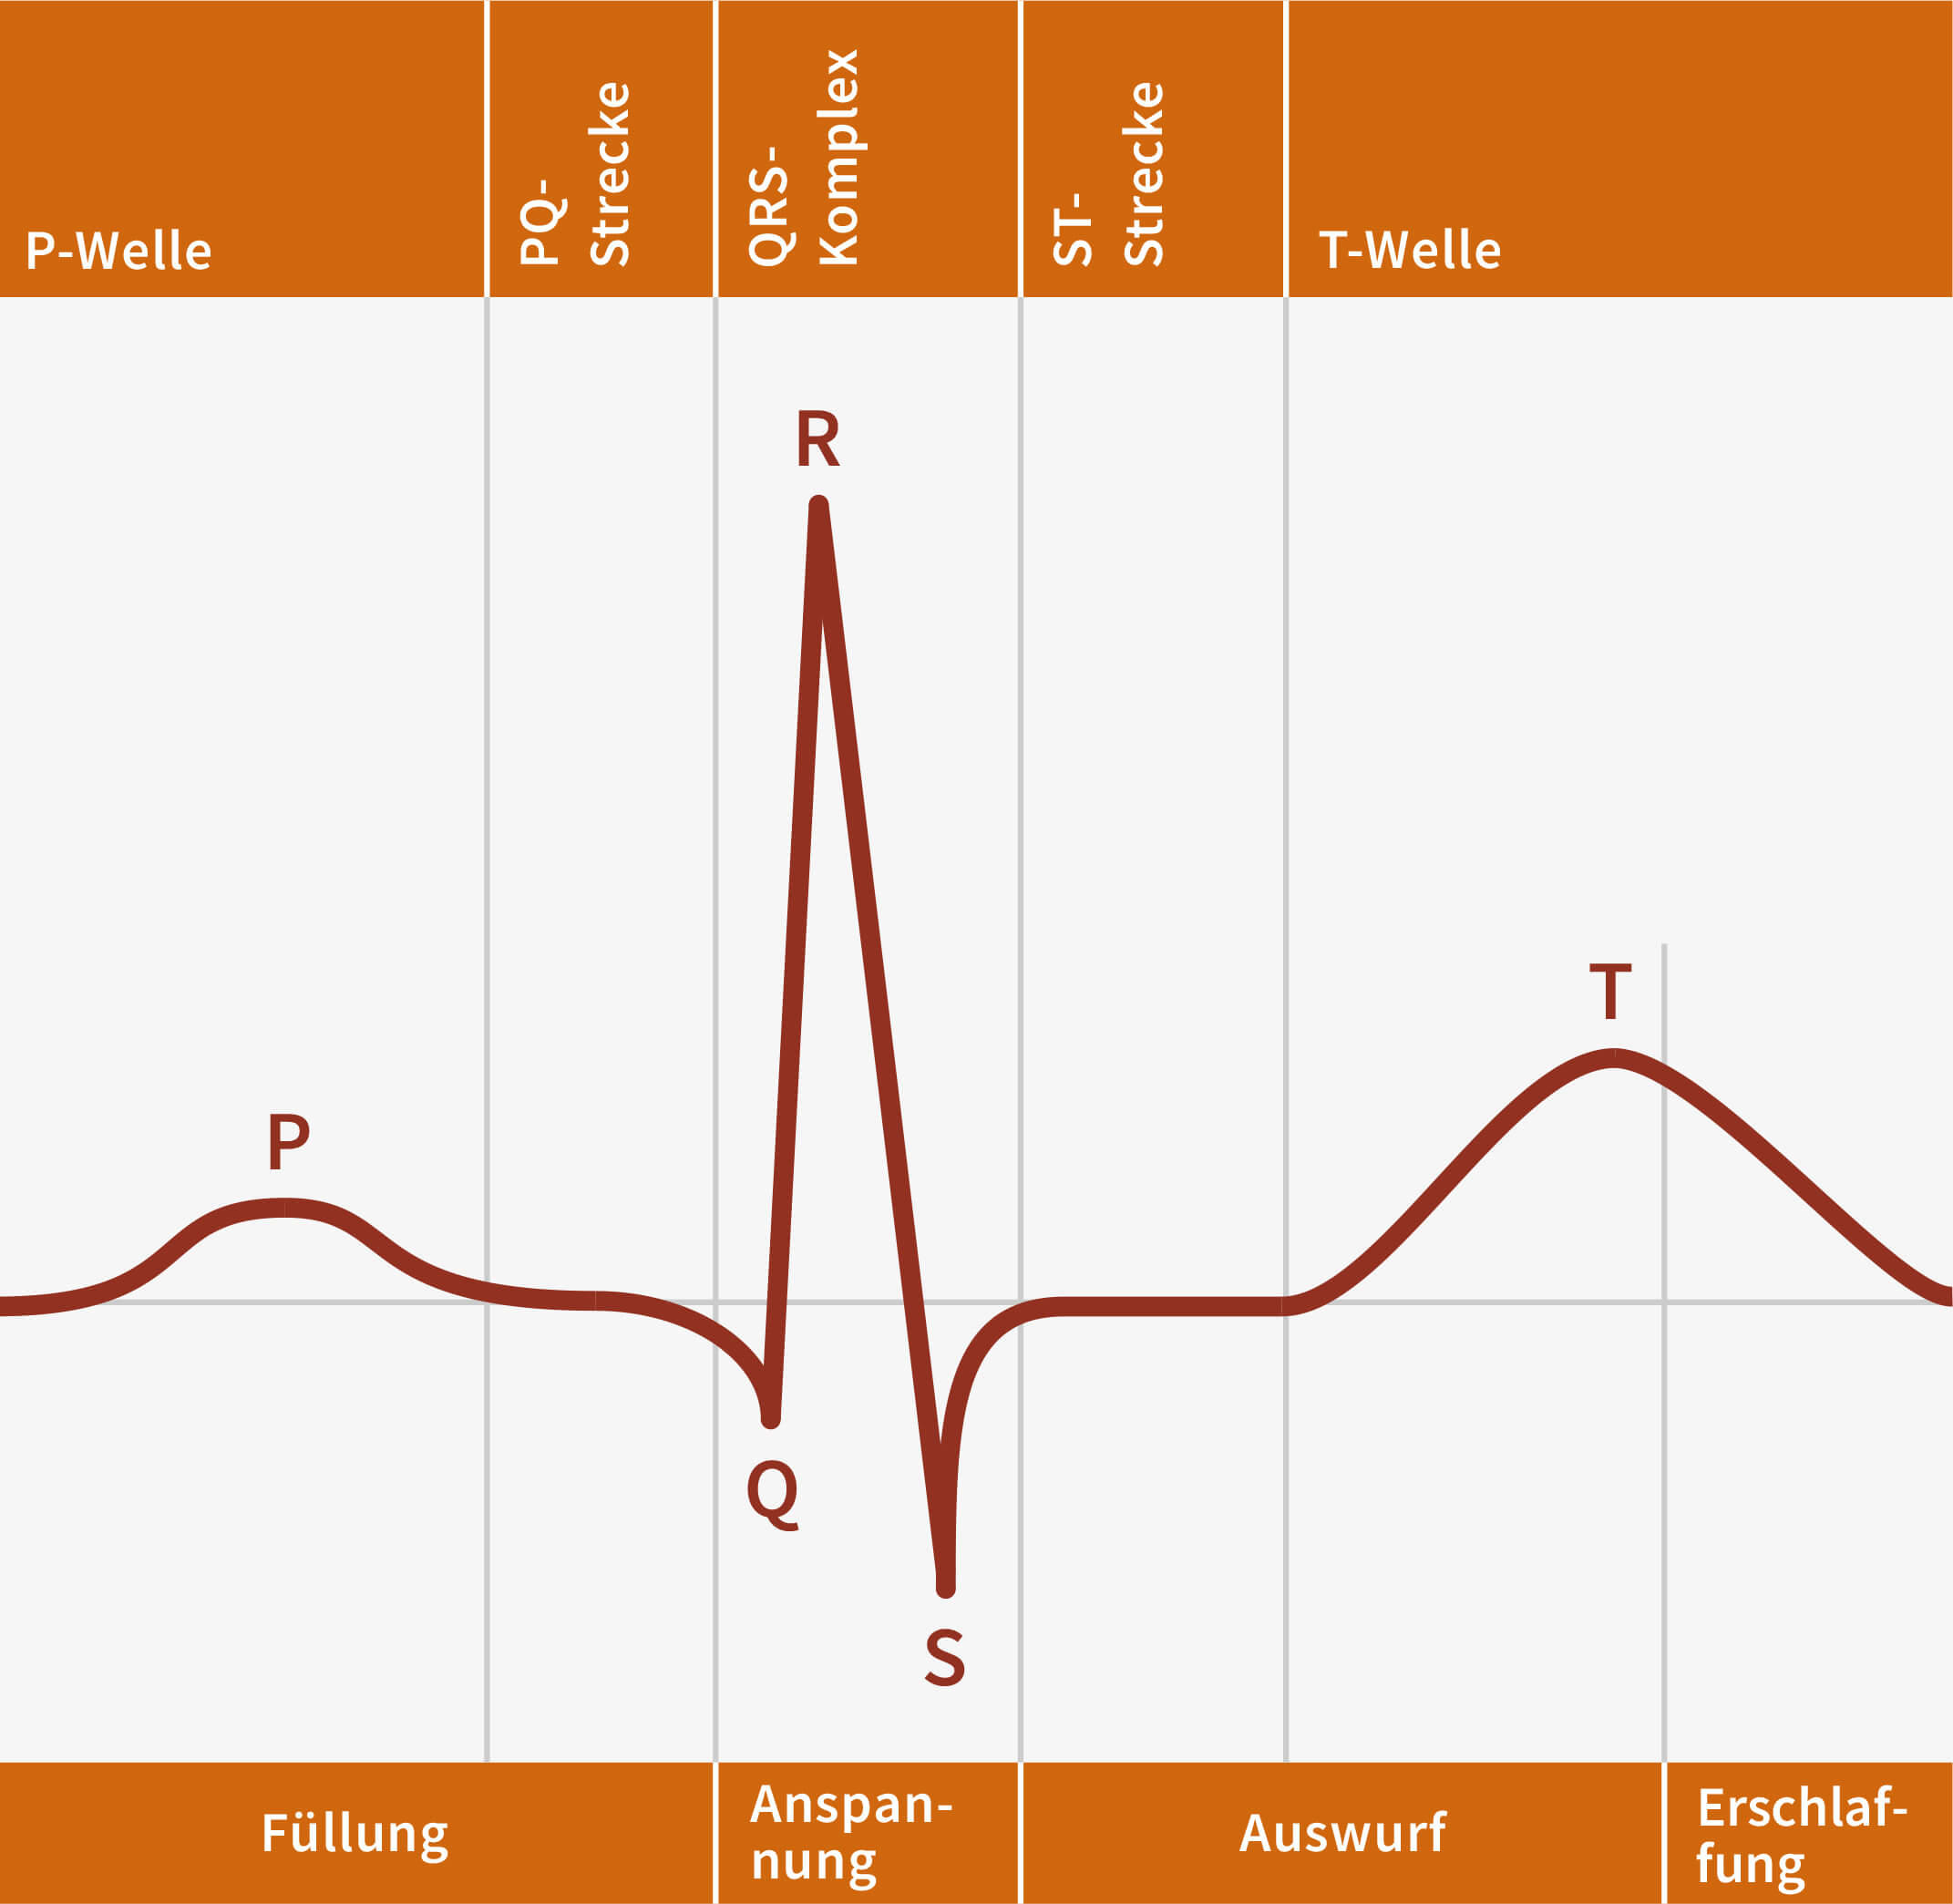 P-Welle
PQ-
Strecke
QRS-
Komplex
ST-
Strecke
T-Welle
R
T
P
Q
S
Füllung
Anspan-
nung
Auswurf
Erschlaf-
fung